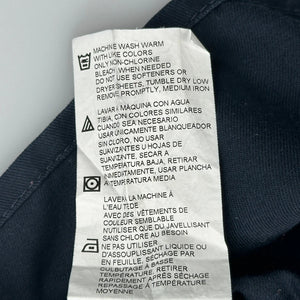 MACHINE WASH WARM
WITH LIKE COLORS
ONLY NON-CHLORINE
BLEACH WHEN NEEDED
DO NOT USE SOFTENERS OR
DRYER SHEETS, TUMBLE DRY LOW
REMOVE PROMPTLY, MEDIUM IRON
LAVAR A MÁQUINA CON AGUA
TIBIA, CON COLORES SIMILARES
CUANDO SEA NECESARIO
USAR ÚNICAMENTE BLANQUEADOR
SIN CLORO, NO USAR
SUAVIZANTES U HOJAS DE
SUAVIZANTE, SECAR A
TEMPERATURA BAJA, RETIRAR
INMEDIATAMENTE, USAR PLANCHA
A TEMPERATURA MEDIA
LAVER À LA MACHINE À
L'EAU TIÈDE
AVEC DES VÊTEMENTS DE
COULEUR SEMBLABLE
N'UTILISER QUE DU JAVELLISANT
SANS CHLORE AU BESOIN
NE PAS UTILISER
D'ASSOUPLISSANT LIQUIDE OU
EN FEUILLE, SÉCHAGE PAR
CULBUTAGE À BASSE
TEMPÉRATURE, RETIRER
RAPIDEMENT APRÈS SÉCHAGE
REPASSAGE À TEMPÉRATURE
MOYENNE